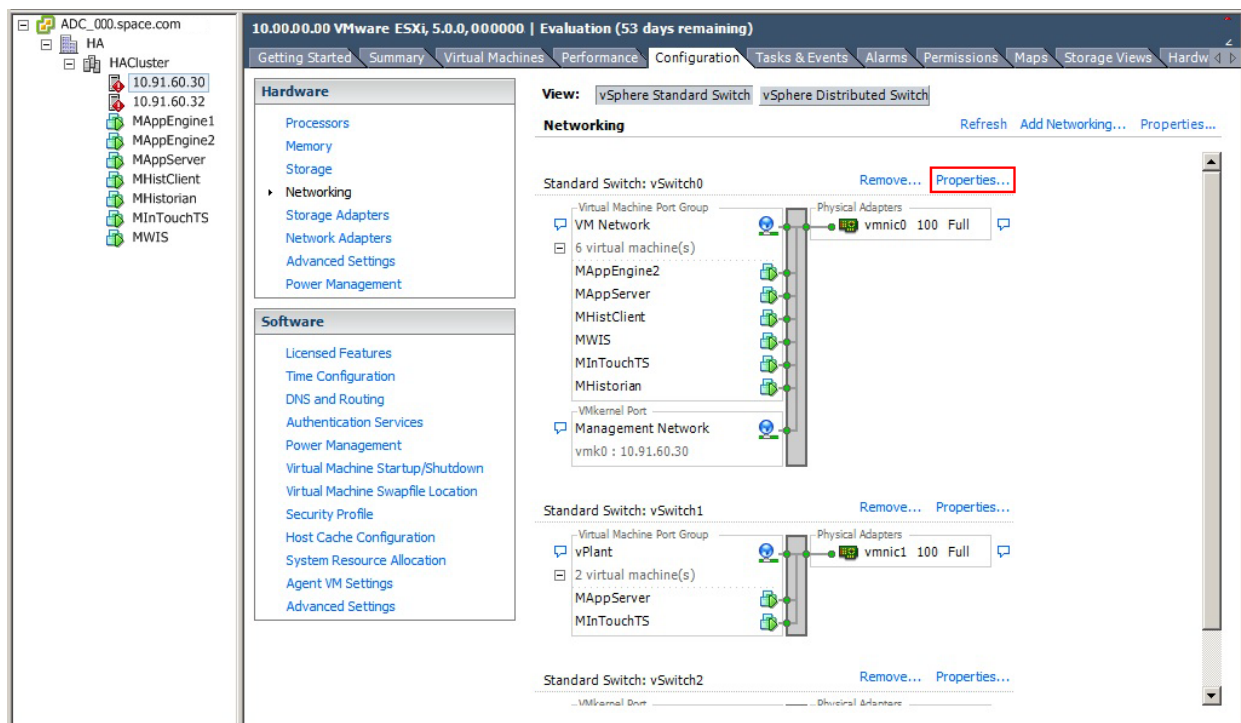 ADC_000.space.com
HA
HACluster
10.91.60.30
10.91.60.32
MAppEngine1
MAppEngine2
MAppServer
MHistClient
MHistorian
MInTouchTS
MWIS
10.00.00.00 VMware ESXi, 5.0.0, 000000 | Evaluation (53 days remaining)
Getting Started Summary Virtual Machines Performance Configuration Tasks & Events Alarms Permissions Maps Storage Views Hardw
Hardware
Processors
Memory
Storage
Networking
Storage Adapters
Network Adapters
Advanced Settings
Power Management
Software
Licensed Features
Time Configuration
DNS and Routing
Authentication Services
Power Management
Virtual Machine Startup/Shutdown
Virtual Machine Swapfile Location
Security Profile
Host Cache Configuration
System Resource Allocation
Agent VM Settings
Advanced Settings
View: vSphere Standard Switch vSphere Distributed Switch
Networking Refresh Add Networking... Properties...
Standard Switch: vSwitch0 Remove... Properties...
Virtual Machine Port Group Physical Adapters
VM Network vmnic0 100 Full
6 virtual machine(s)
MAppEngine2
MAppServer
MHistClient
MWIS
MInTouchTS
MHistorian
VMkernel Port
Management Network
vmk0 : 10.91.60.30
Standard Switch: vSwitch1 Remove... Properties...
Virtual Machine Port Group Physical Adapters
vPlant vmnic1 100 Full
2 virtual machine(s)
MAppServer
MInTouchTS
Standard Switch: vSwitch2 Remove... Properties...
VMkernel Port Physical Adapters